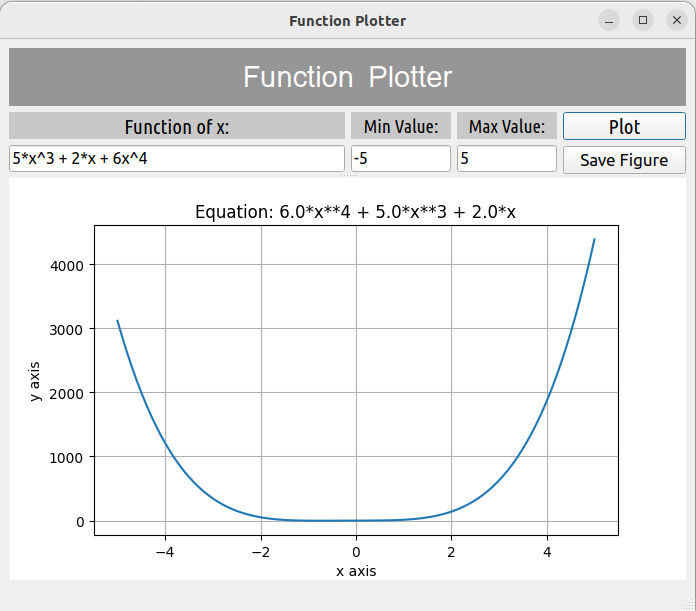 Function Plotter
Function Plotter
Function of x: Min Value: Max Value: Plot
5*x^3 + 2*x + 6x^4 -5 5 Save Figure
Equation: 6.0*x**4 + 5.0*x**3 + 2.0*x
4000
3000
2000
1000
0
y axis
−4 −2 0 2 4
x axis